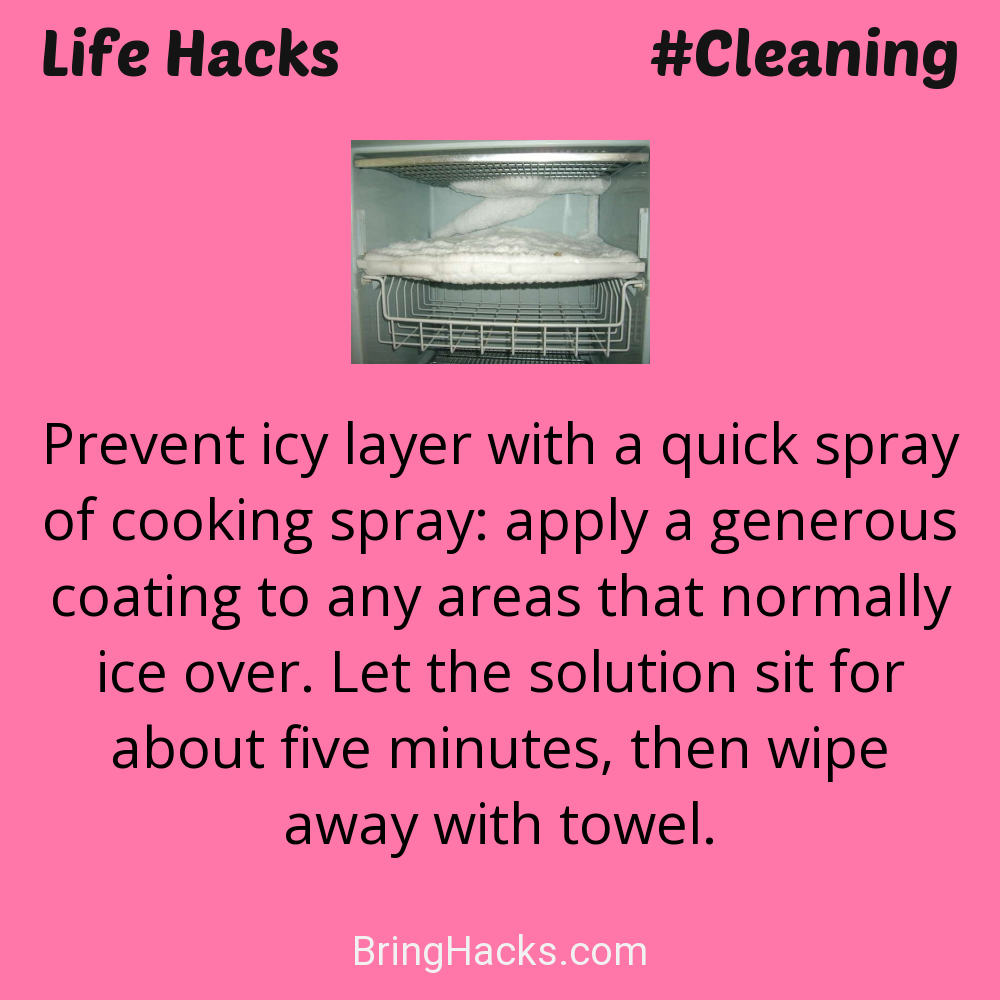 Life Hacks #Cleaning
Prevent icy layer with a quick spray
of cooking spray: apply a generous
coating to any areas that normally
ice over. Let the solution sit for
about five minutes, then wipe
away with towel.
BringHacks.com